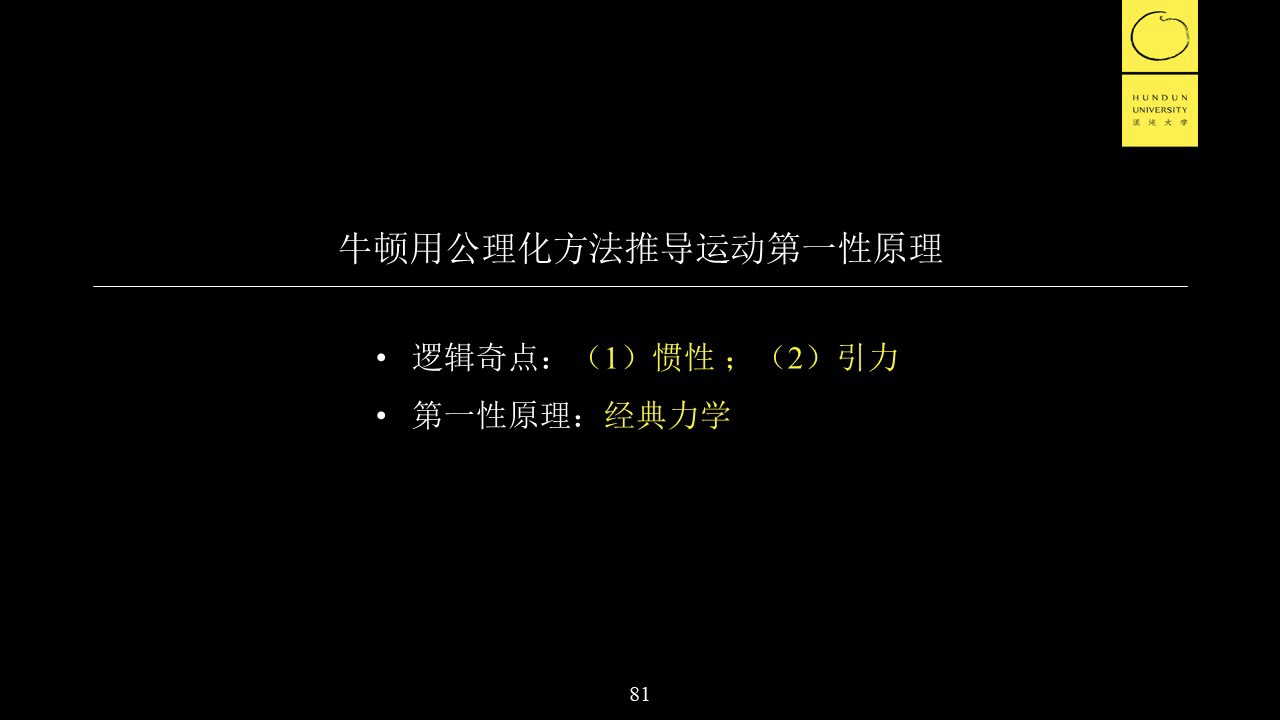 HUNDUN
UNIVERSITY
混沌大学
牛顿用公理化方法推导运动第一性原理
• 逻辑奇点：（1）惯性；（2）引力
• 第一性原理：经典力学
81